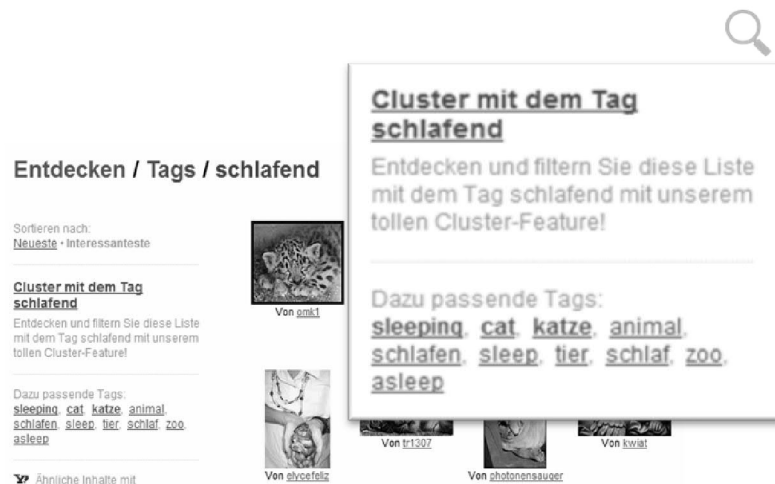 Cluster mit dem Tag
schlafend
Entdecken und filtern Sie diese Liste
mit dem Tag schlafend mit unserem
tollen Cluster-Feature!
Dazu passende Tags:
sleeping, cat, katze, animal,
schlafen, sleep, tier, schlaf, zoo,
asleep
Entdecken / Tags / schlafend
Sortieren nach:
Neueste • Interessanteste
Cluster mit dem Tag
schlafend
Entdecken und filtern Sie diese Liste
mit dem Tag schlafend mit unserem
tollen Cluster-Feature!
Dazu passende Tags:
sleeping, cat, katze, animal,
schlafen, sleep, tier, schlaf, zoo,
asleep
Y! Ähnliche Inhalte mit
Von omk1
Von elycefeliz
Von tr1307
Von photonensauger
Von kwiat